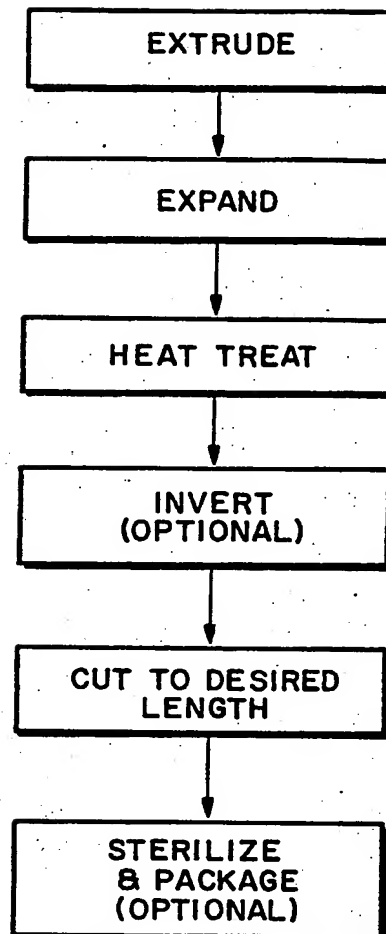 EXTRUDE
EXPAND
HEAT TREAT
INVERT
(OPTIONAL)
CUT TO DESIRED
LENGTH
STERILIZE
& PACKAGE
(OPTIONAL)